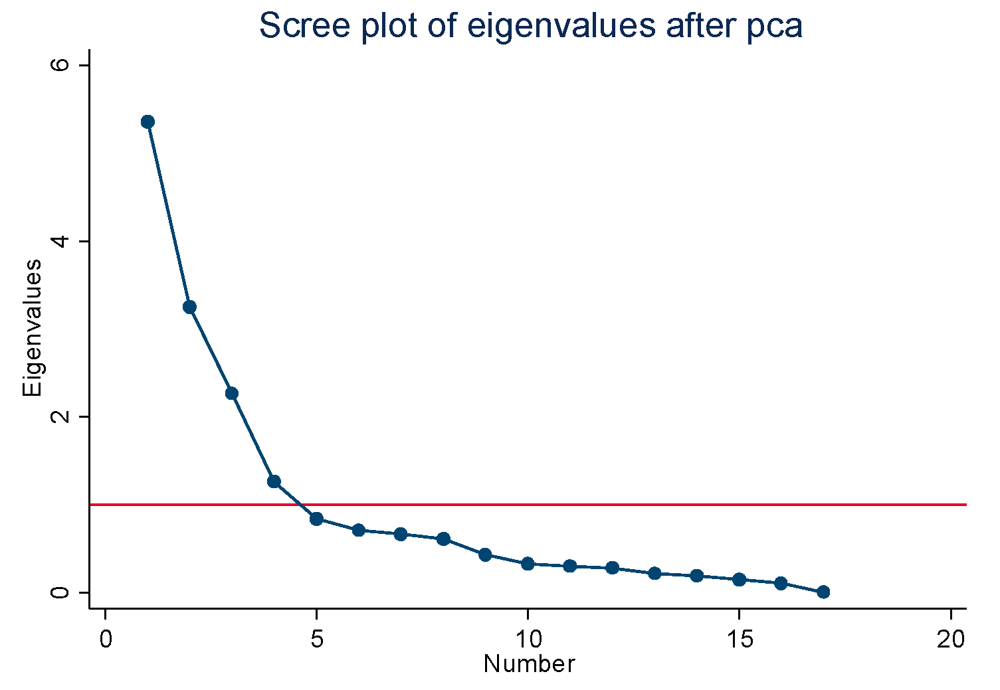 Scree plot of eigenvalues after pca
6
4
2
0
Eigenvalues
0 5 10 15 20
Number